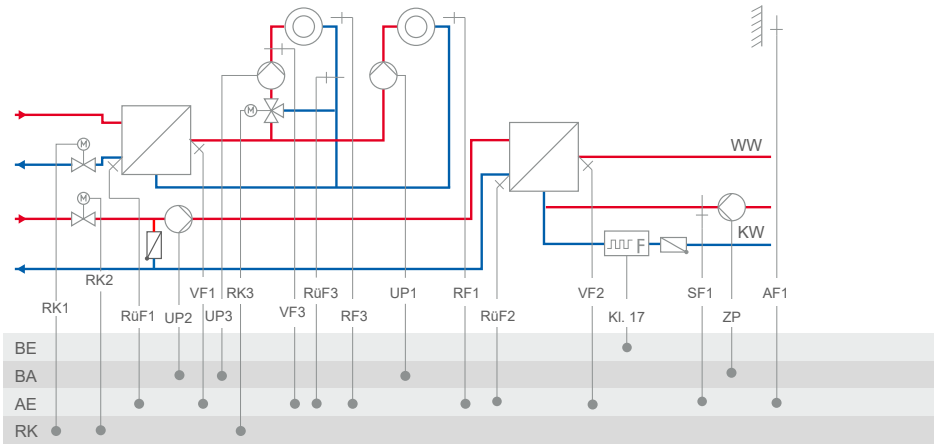 M
M
M
WW
F
KW
RK1
RK2
RüF1
UP2
VF1
UP3
RK3
VF3
RüF3
RF3
UP1
RF1
RüF2
VF2
Kl. 17
SF1
ZP
AF1
BE
BA
AE
RK